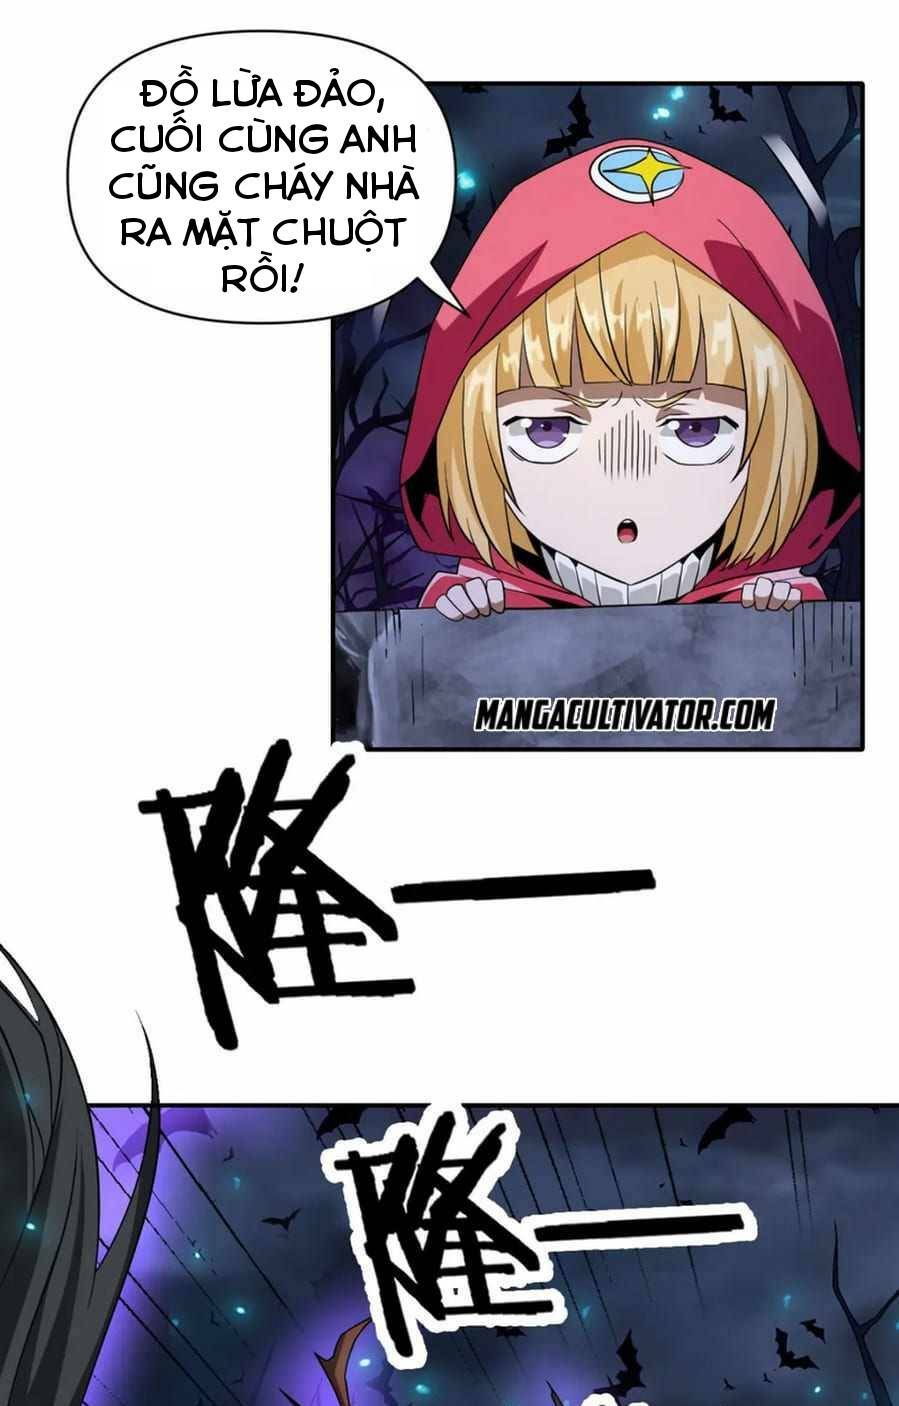 ĐỒ LỪA ĐẢO,
CUỐI CÙNG ANH
CŨNG CHÁY NHÀ
RA MẶT CHUỘT
RỒI!
MANGACULTIVATOR.COM
隆一
隆一